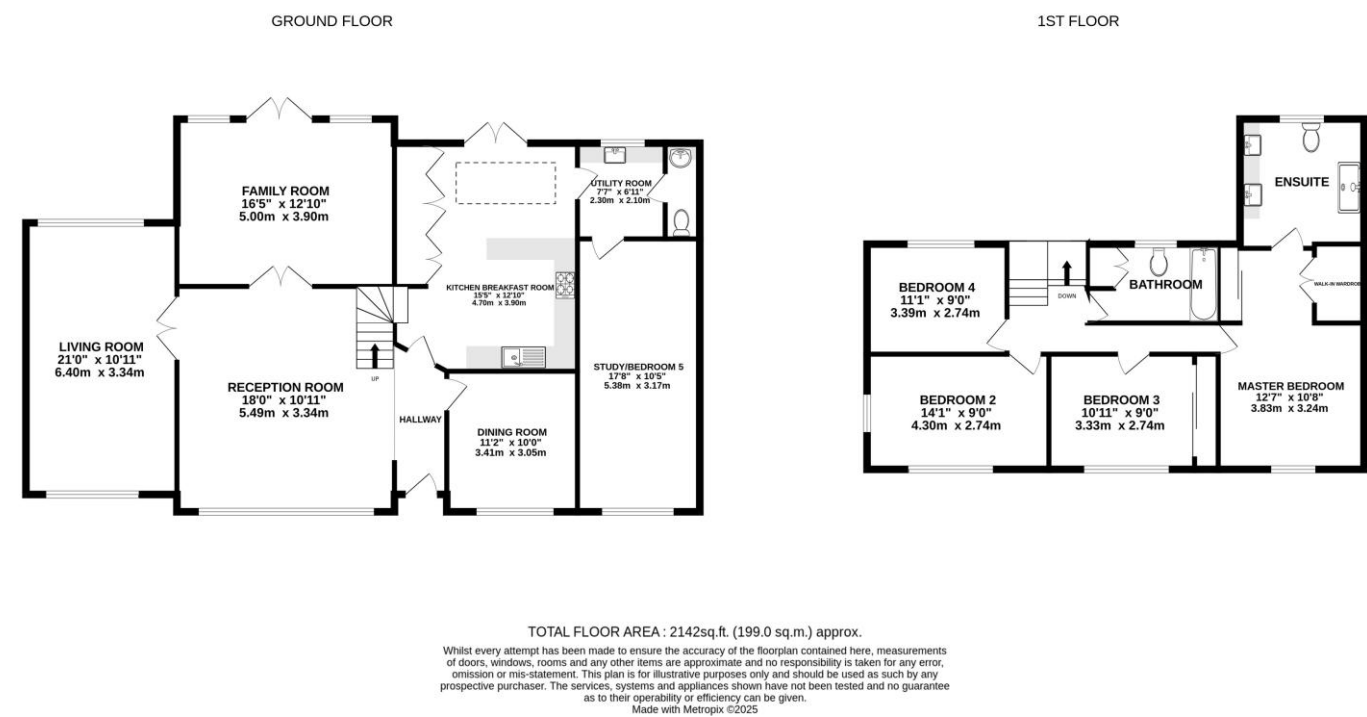 GROUND FLOOR
1ST FLOOR
FAMILY ROOM
16'5" x 12'10"
5.00m x 3.90m
UTILITY ROOM
7'7" x 6'11"
2.30m x 2.10m
KITCHEN BREAKFAST ROOM
15'5" x 12'10"
4.70m x 3.90m
LIVING ROOM
21'0" x 10'11"
6.40m x 3.34m
RECEPTION ROOM
18'0" x 10'11"
5.49m x 3.34m
UP
HALLWAY
DINING ROOM
11'2" x 10'0"
3.41m x 3.05m
STUDY/BEDROOM 5
17'8" x 10'5"
5.38m x 3.17m
ENSUITE
BEDROOM 4
11'1" x 9'0"
3.39m x 2.74m
DOWN
BATHROOM
WALK-IN WARDROBE
BEDROOM 2
14'1" x 9'0"
4.30m x 2.74m
BEDROOM 3
10'11" x 9'0"
3.33m x 2.74m
MASTER BEDROOM
12'7" x 10'8"
3.83m x 3.24m
TOTAL FLOOR AREA : 2142sq.ft. (199.0 sq.m.) approx.
Whilst every attempt has been made to ensure the accuracy of the floorplan contained here, measurements
of doors, windows, rooms and any other items are approximate and no responsibility is taken for any error,
omission or mis-statement. This plan is for illustrative purposes only and should be used as such by any
prospective purchaser. The services, systems and appliances shown have not been tested and no guarantee
as to their operability or efficiency can be given.
Made with Metropix ©2025